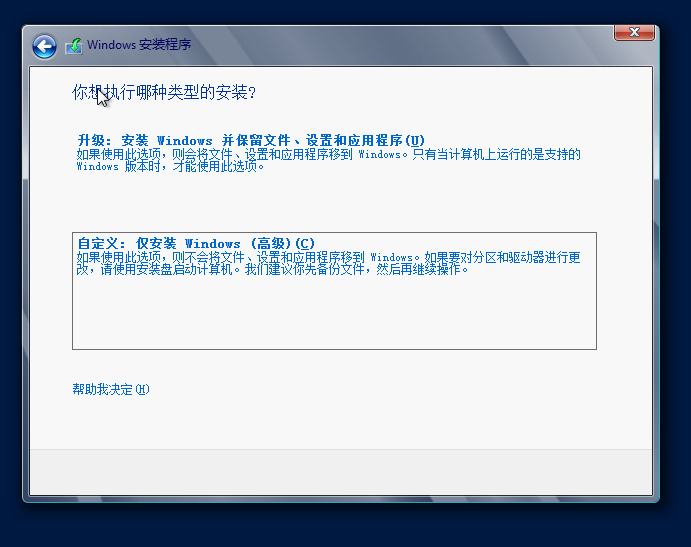 Windows 安装程序
你想执行哪种类型的安装?
升级: 安装 Windows 并保留文件、设置和应用程序(U)
如果使用此选项，则会将文件、设置和应用程序移到 Windows。只有当计算机上运行的是支持的
Windows 版本时，才能使用此选项。
自定义: 仅安装 Windows (高级)(C)
如果使用此选项，则不会将文件、设置和应用程序移到 Windows。如果要对分区和驱动器进行更
改，请使用安装盘启动计算机。我们建议你先备份文件，然后再继续操作。
帮助我决定(H)